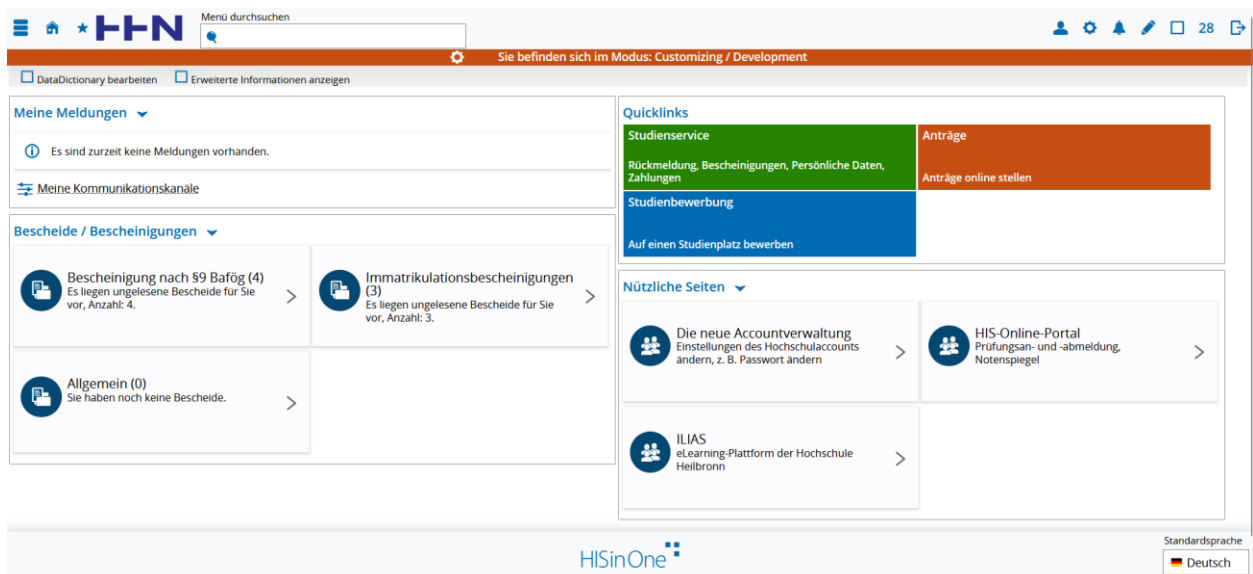 HHN
Menü durchsuchen
28
Sie befinden sich im Modus: Customizing / Development
DataDictionary bearbeiten
Erweiterte Informationen anzeigen
Meine Meldungen
Es sind zurzeit keine Meldungen vorhanden.
Meine Kommunikationskanäle
Bescheide / Bescheinigungen
Bescheinigung nach §9 Bafög (4)
Es liegen ungelesene Bescheide für Sie
vor, Anzahl: 4.
Immatrikulationsbescheinigungen
(3)
Es liegen ungelesene Bescheide für Sie
vor, Anzahl: 3.
Allgemein (0)
Sie haben noch keine Bescheide.
Quicklinks
Studienservice
Rückmeldung, Bescheinigungen, Persönliche Daten,
Zahlungen
Anträge
Anträge online stellen
Studienbewerbung
Auf einen Studienplatz bewerben
Nützliche Seiten
Die neue Accountverwaltung
Einstellungen des Hochschulaccounts
ändern, z. B. Passwort ändern
HIS-Online-Portal
Prüfungsan- und -abmeldung,
Notenspiegel
ILIAS
eLearning-Plattform der Hochschule
Heilbronn
HISinOne
Standardsprache
Deutsch